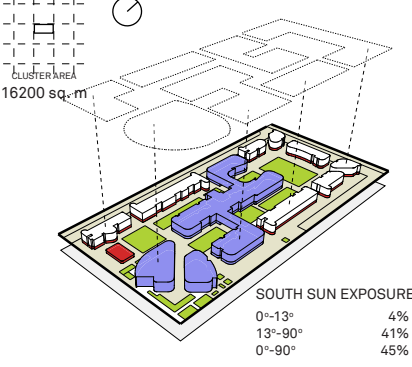 CLUSTER AREA
16200 sq. m
SOUTH SUN EXPOSURE
0°-13° 4%
13°-90° 41%
0°-90° 45%